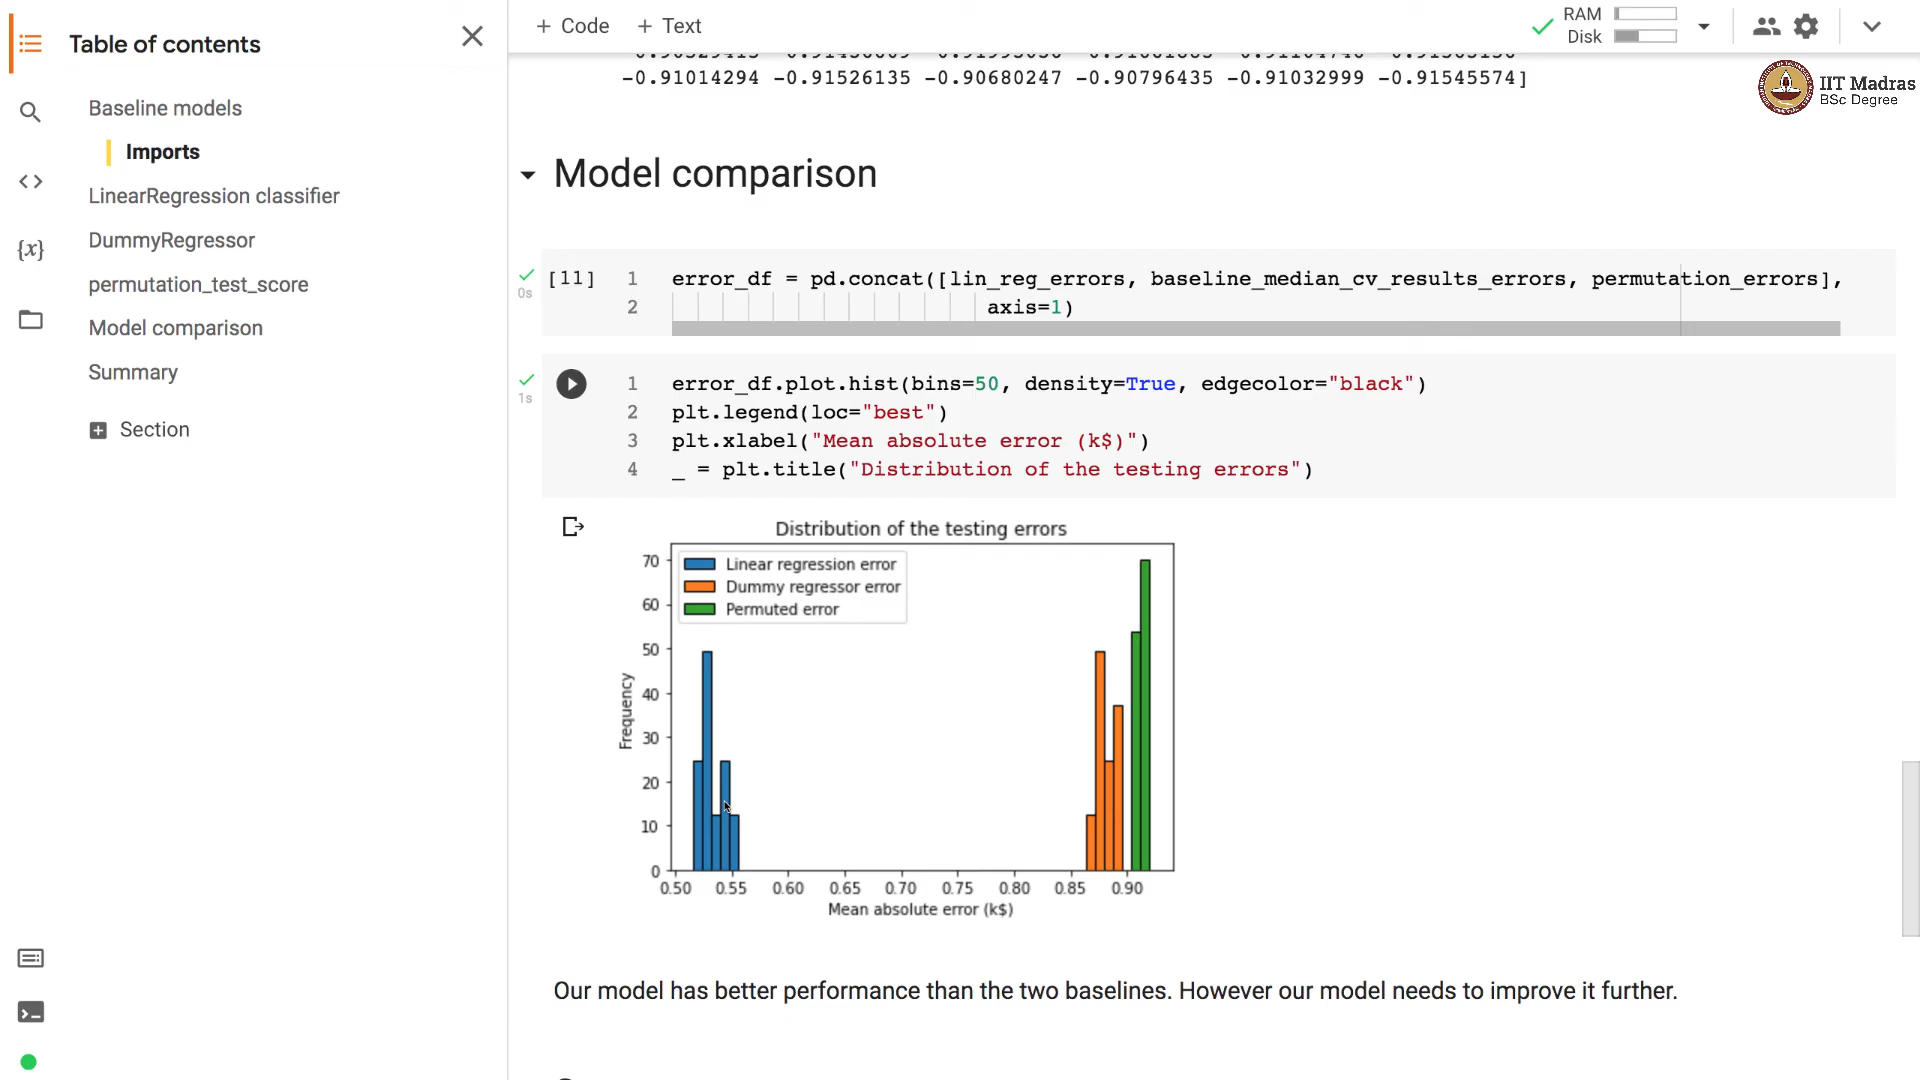 Table of contents
Baseline models
Imports
LinearRegression classifier
DummyRegressor
permutation_test_score
Model comparison
Summary
Section
{x}
+ Code + Text
RAM
Disk
IIT Madras
BSc Degree
-0.91014294 -0.91526135 -0.90680247 -0.90796435 -0.91032999 -0.91545574]
Model comparison
0s
[11]
1 error_df = pd.concat([lin_reg_errors, baseline_median_cv_results_errors, permutation_errors],
2 axis=1)
1s
1 error_df.plot.hist(bins=50, density=True, edgecolor="black")
2 plt.legend(loc="best")
3 plt.xlabel("Mean absolute error (k$)")
4 _ = plt.title("Distribution of the testing errors")
Distribution of the testing errors
Linear regression error
Dummy regressor error
Permuted error
Frequency
70
60
50
40
30
20
10
0
0.50 0.55 0.60 0.65 0.70 0.75 0.80 0.85 0.90
Mean absolute error (k$)
Our model has better performance than the two baselines. However our model needs to improve it further.